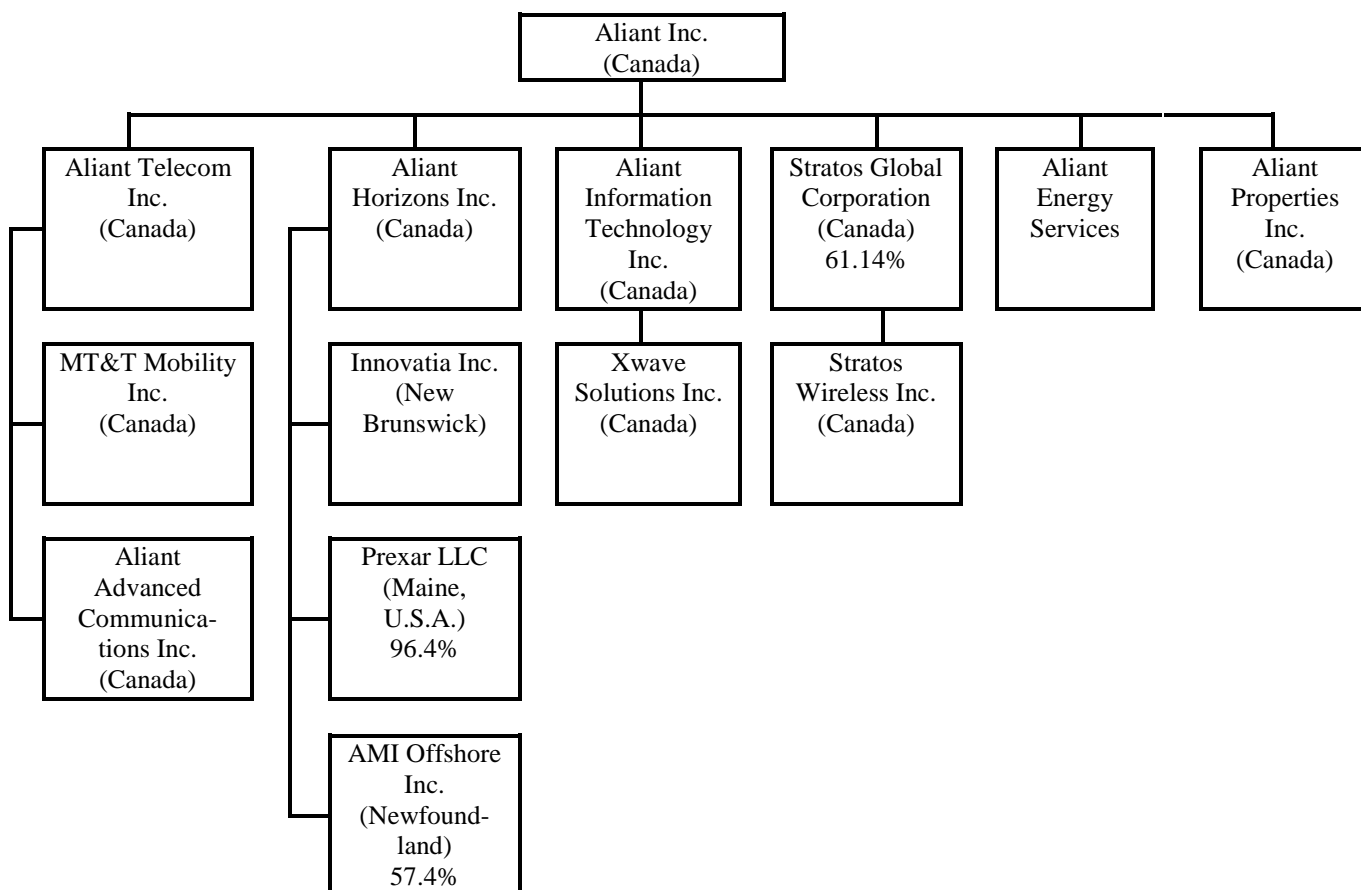 Aliant Inc.
(Canada)
Aliant Telecom
Inc.
(Canada)
Aliant
Horizons Inc.
(Canada)
Aliant
Information
Technology
Inc.
(Canada)
Stratos Global
Corporation
(Canada)
61.14%
Aliant
Energy
Services
Aliant
Properties
Inc.
(Canada)
MT&T Mobility
Inc.
(Canada)
Innovatia Inc.
(New
Brunswick)
Xwave
Solutions Inc.
(Canada)
Stratos
Wireless Inc.
(Canada)
Aliant
Advanced
Communica-
tions Inc.
(Canada)
Prexar LLC
(Maine,
U.S.A.)
96.4%
AMI Offshore
Inc.
(Newfound-
land)
57.4%